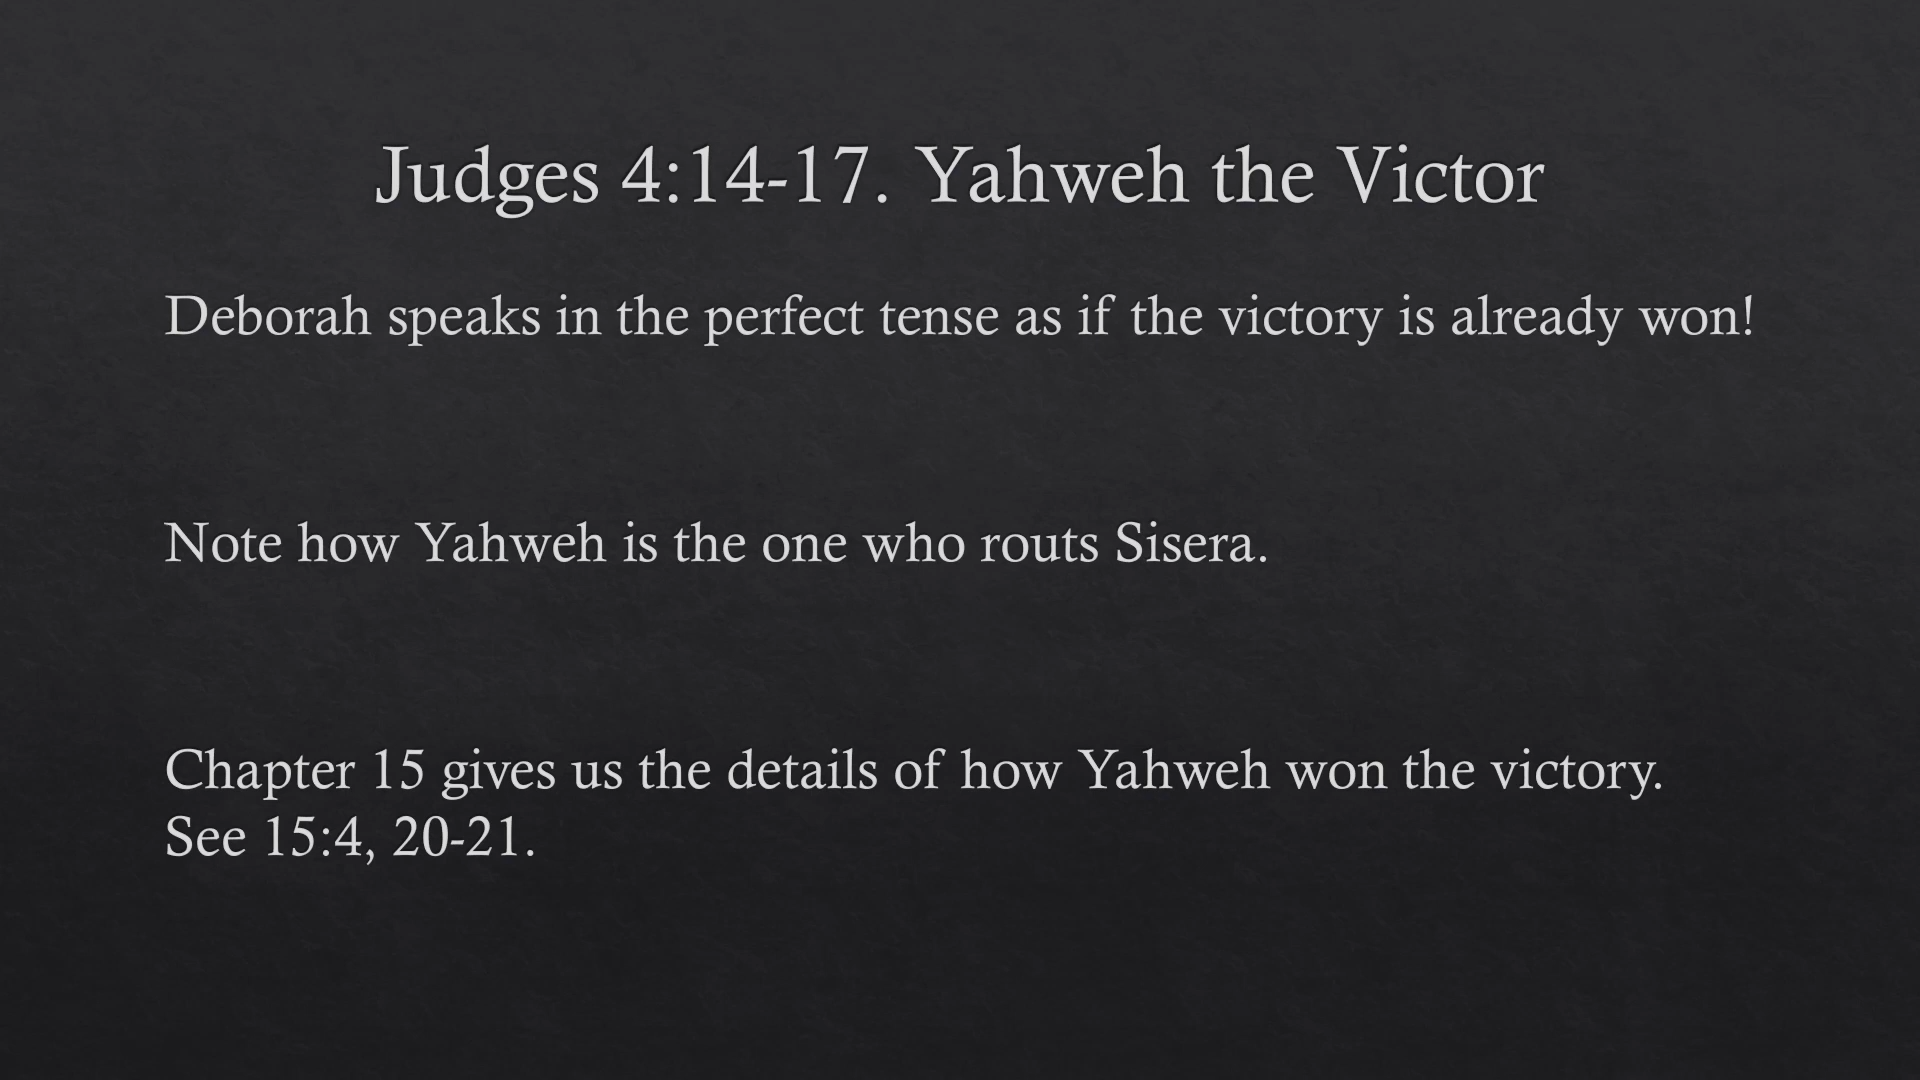 Judges 4:14-17. Yahweh the Victor
Deborah speaks in the perfect tense as if the victory is already won!
Note how Yahweh is the one who routs Sisera.
Chapter 15 gives us the details of how Yahweh won the victory.
See 15:4, 20-21.